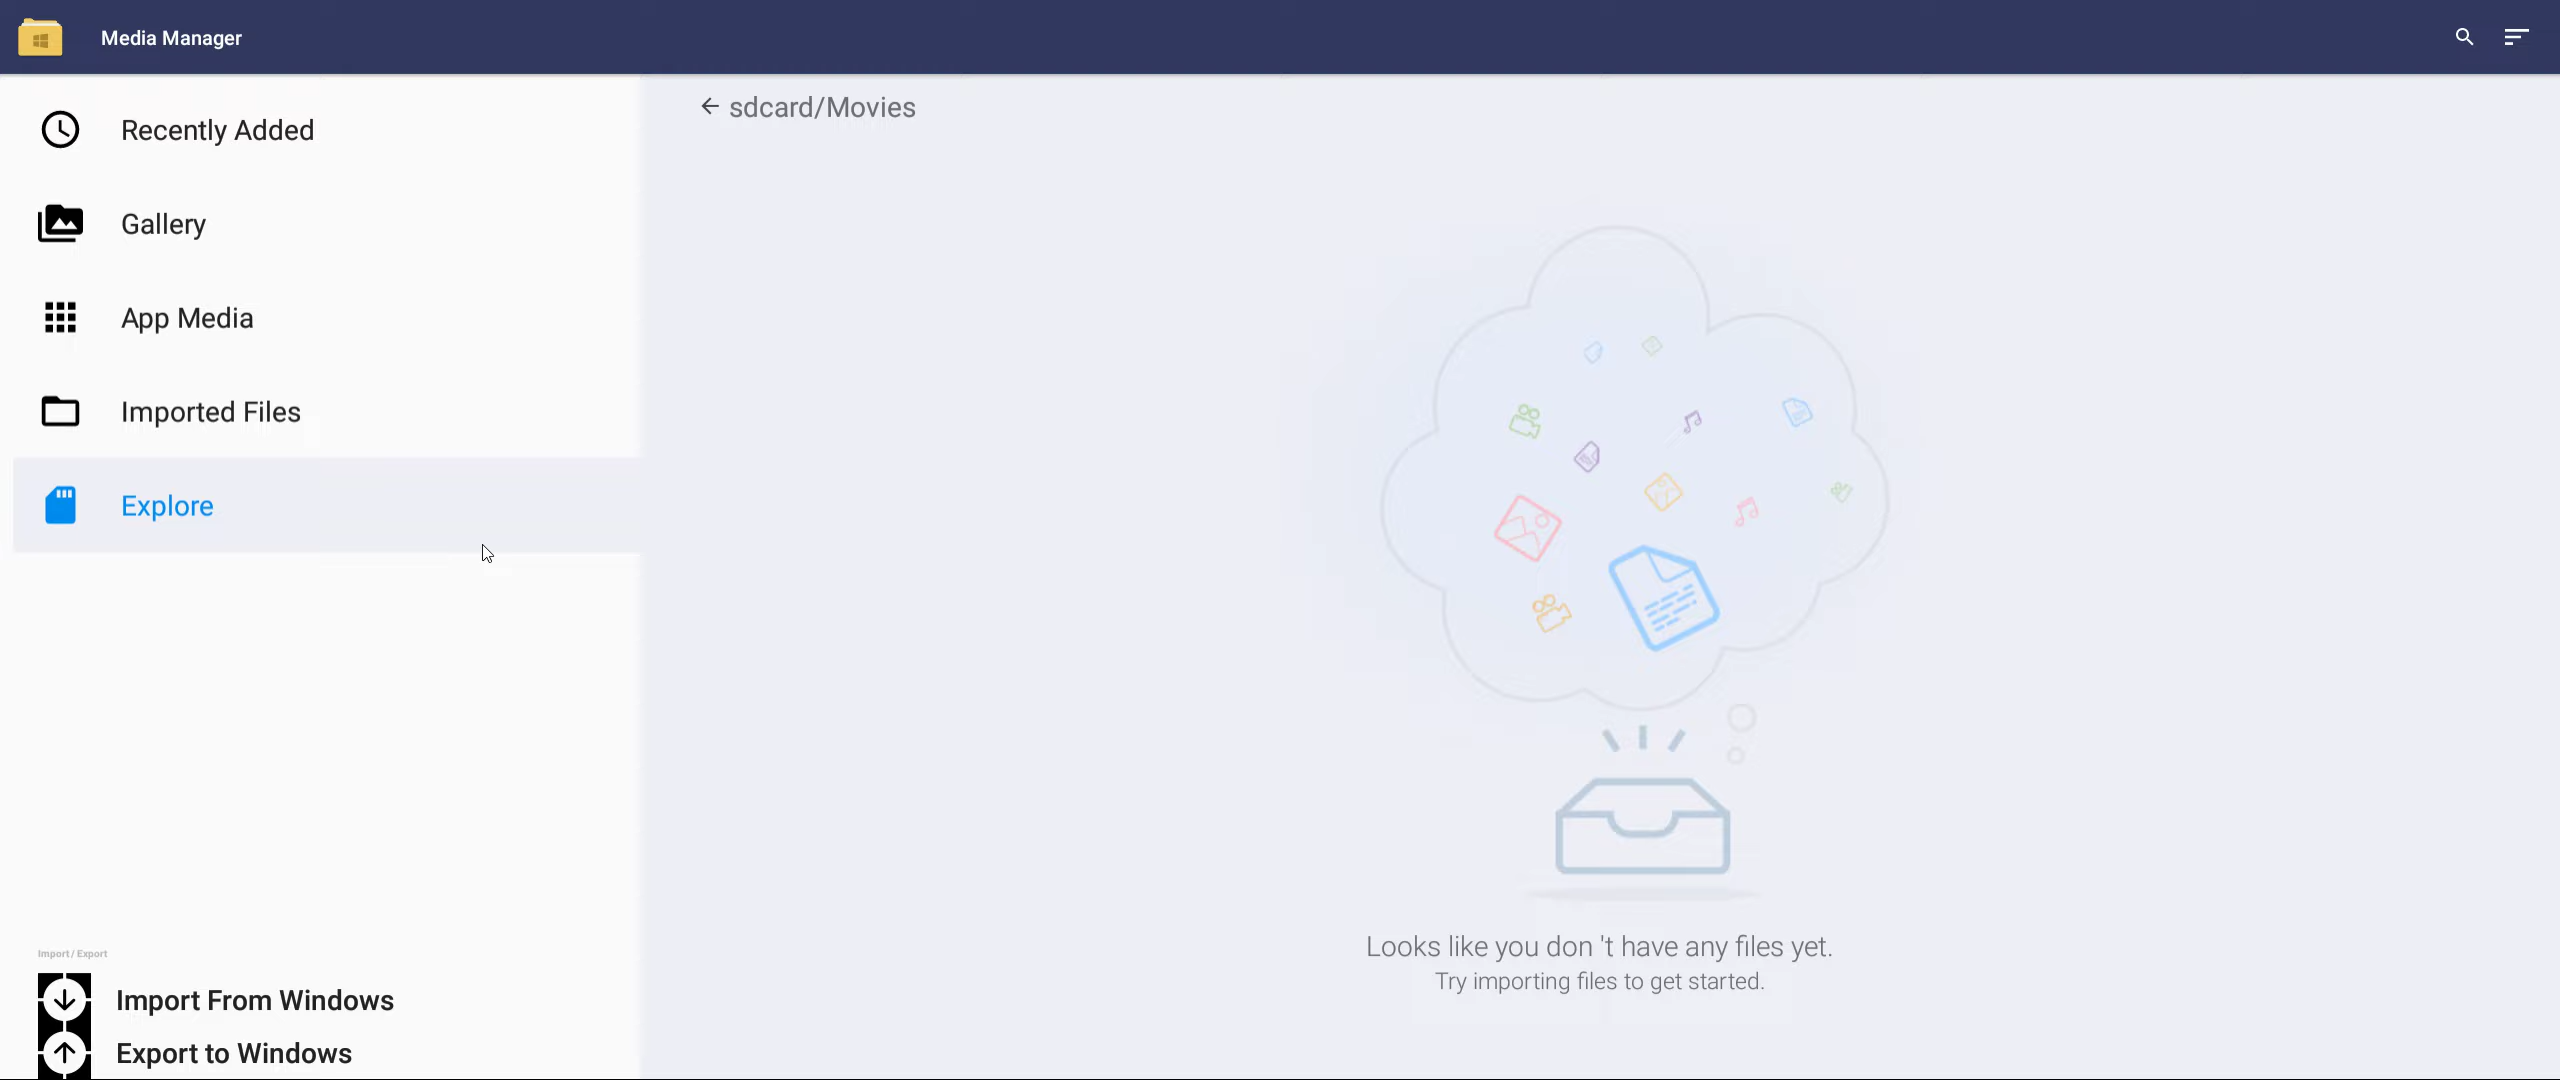 Media Manager
Recently Added
Gallery
App Media
Imported Files
Explore
Import / Export
Import From Windows
Export to Windows
sdcard/Movies
Looks like you don 't have any files yet.
Try importing files to get started.